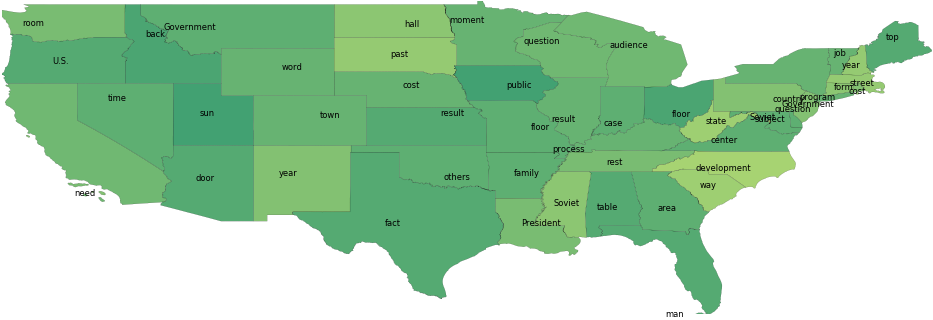 room
hall
moment
Government
back
top
question
audience
past
job
U.S.
word
year
street
cost
public
form
cost
time
country
program
Government
question
sun
town
result
floor
Soviet
state
subject
result
case
floor
center
process
rest
development
door
year
others
family
way
Soviet
table
area
need
fact
President
man